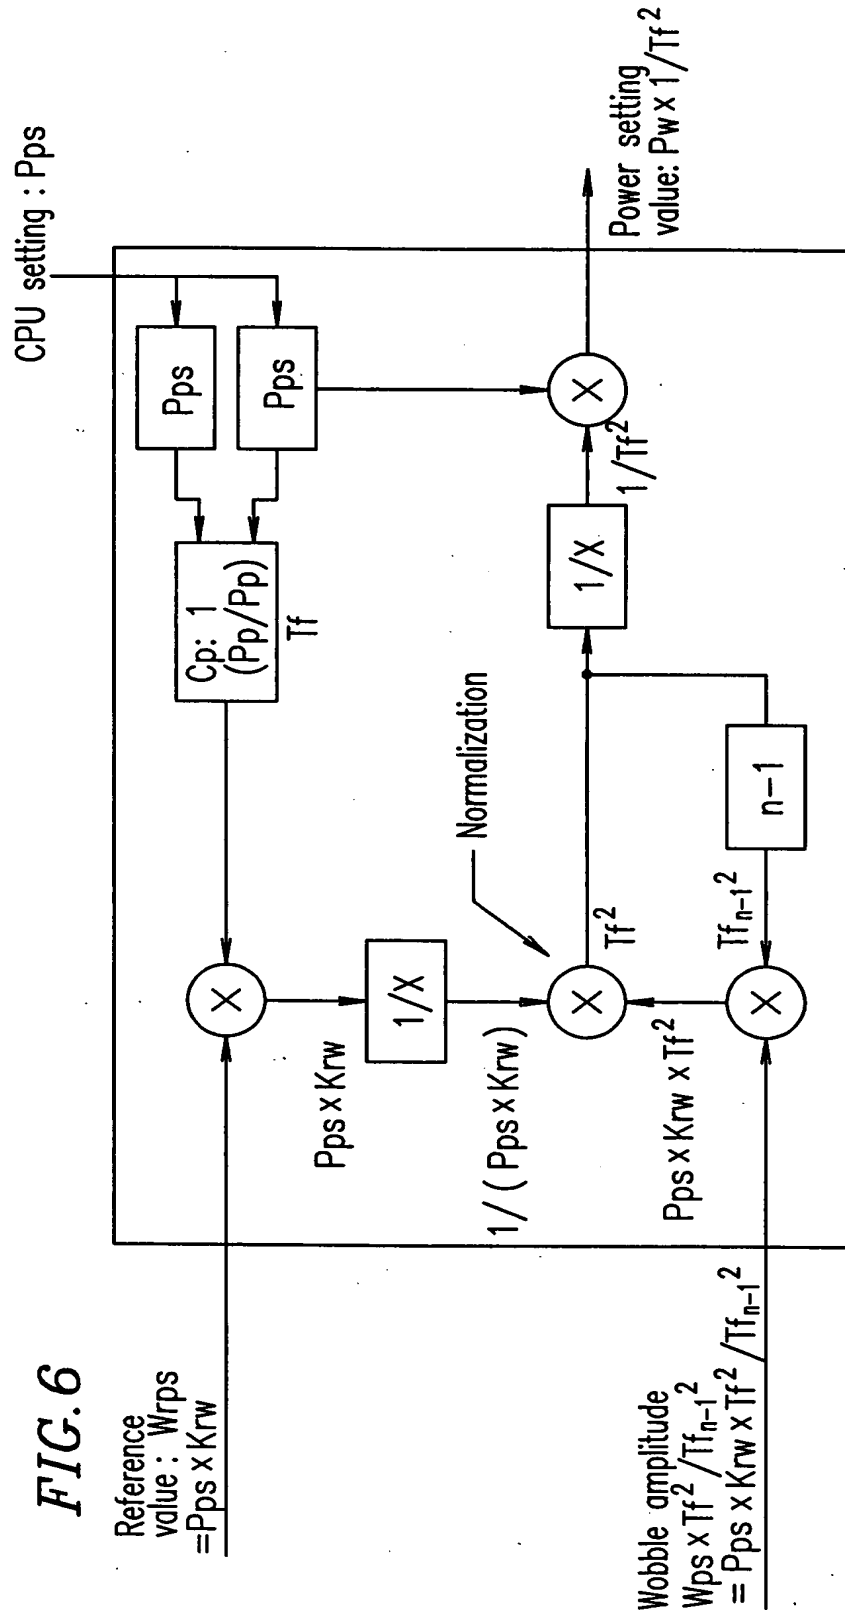 FIG.6
CPU setting : Pps
Reference
value : Wrps
=Pps x Krw
Pps
Pps
Cp: 1
(Pp/Pp)
Tf
X
Pps x Krw
1/X
1/(Pps x Krw)
Normalization
X
Tf²
1/X
1/Tf²
X
Power setting
value: Pw x 1/Tf²
Pps x Krw x Tf²
X
Tfₙ₋₁²
n-1
Wobble amplitude
Wps x Tf²/Tfₙ₋₁²
= Pps x Krw x Tf²/Tfₙ₋₁²